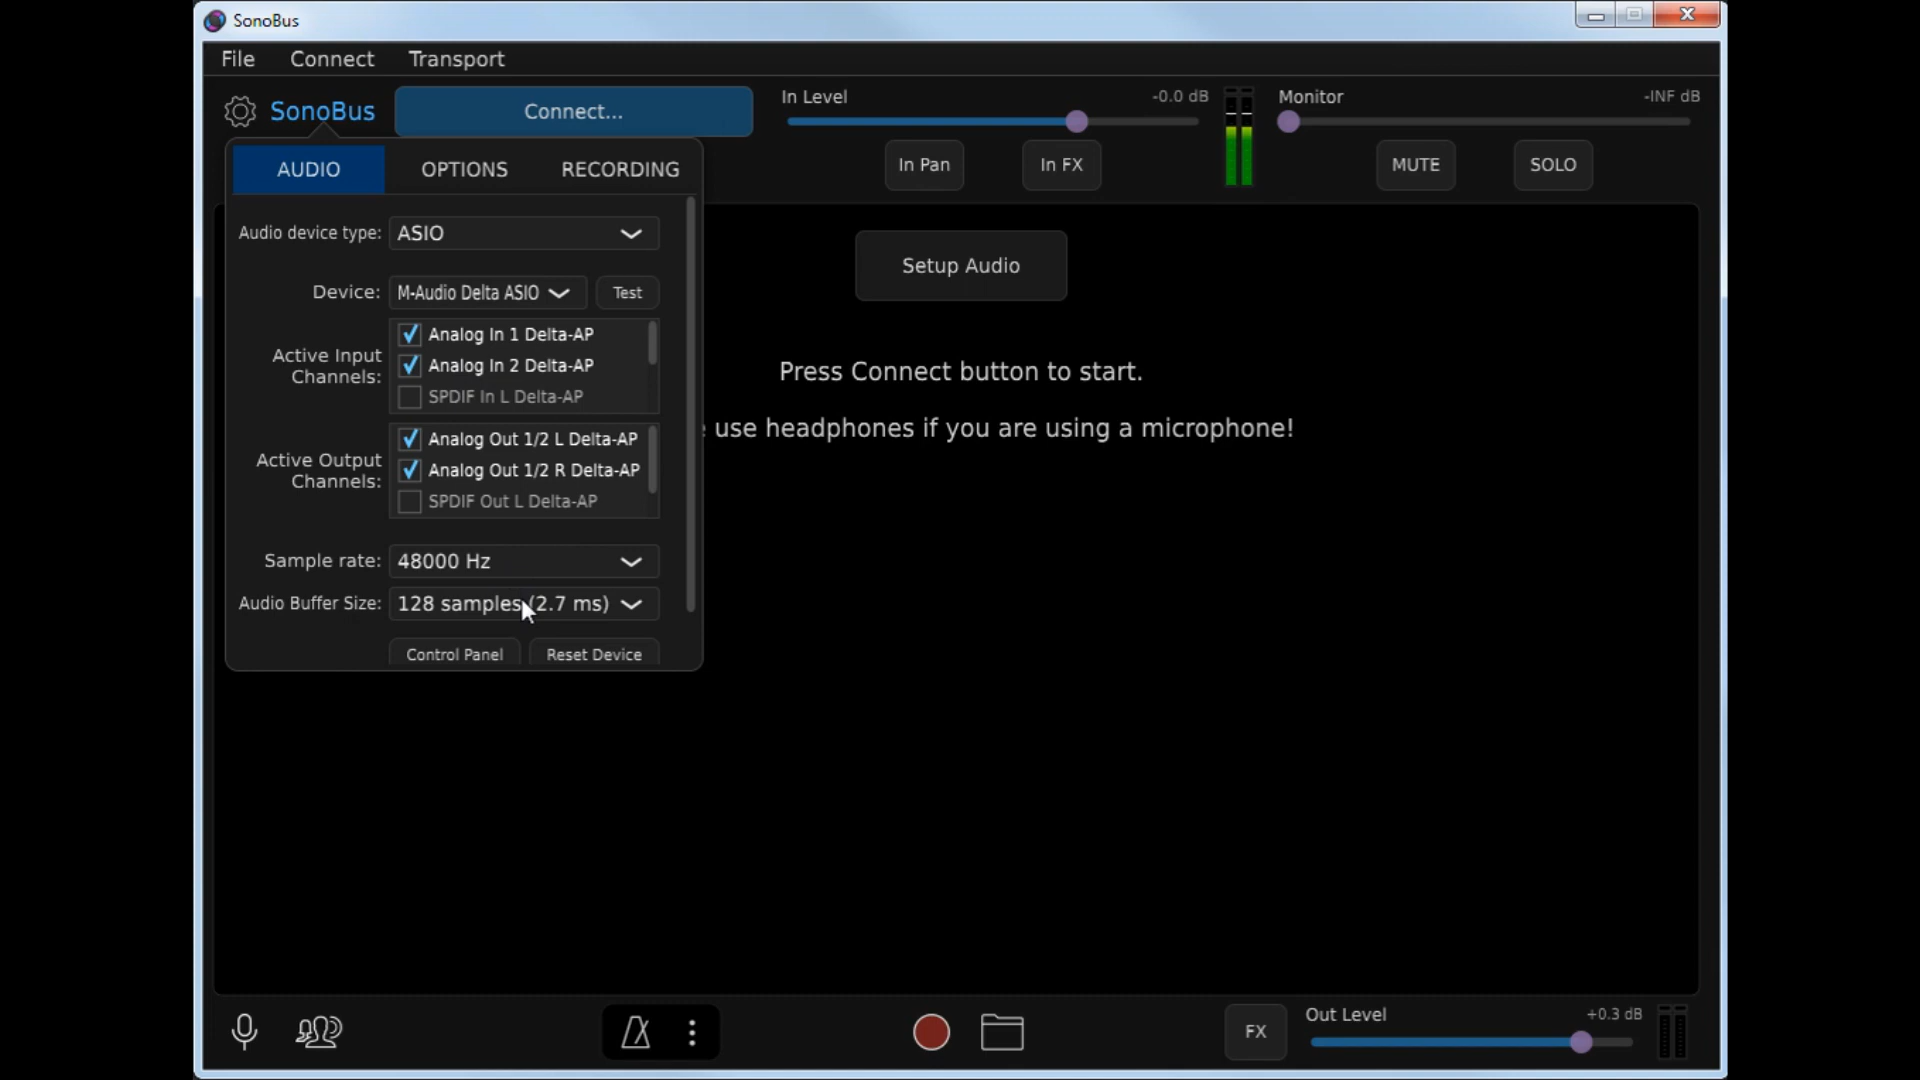 SonoBus
File Connect Transport
SonoBus Connect... In Level -0.0 dB Monitor -INF dB
In Pan In FX MUTE SOLO
AUDIO OPTIONS RECORDING
Audio device type: ASIO
Device: M-Audio Delta ASIO Test
Active Input Channels:
Analog In 1 Delta-AP
Analog In 2 Delta-AP
SPDIF In L Delta-AP
Active Output Channels:
Analog Out 1/2 L Delta-AP
Analog Out 1/2 R Delta-AP
SPDIF Out L Delta-AP
Sample rate: 48000 Hz
Audio Buffer Size: 128 samples (2.7 ms)
Control Panel Reset Device
Setup Audio
Press Connect button to start.
use headphones if you are using a microphone!
FX Out Level +0.3 dB